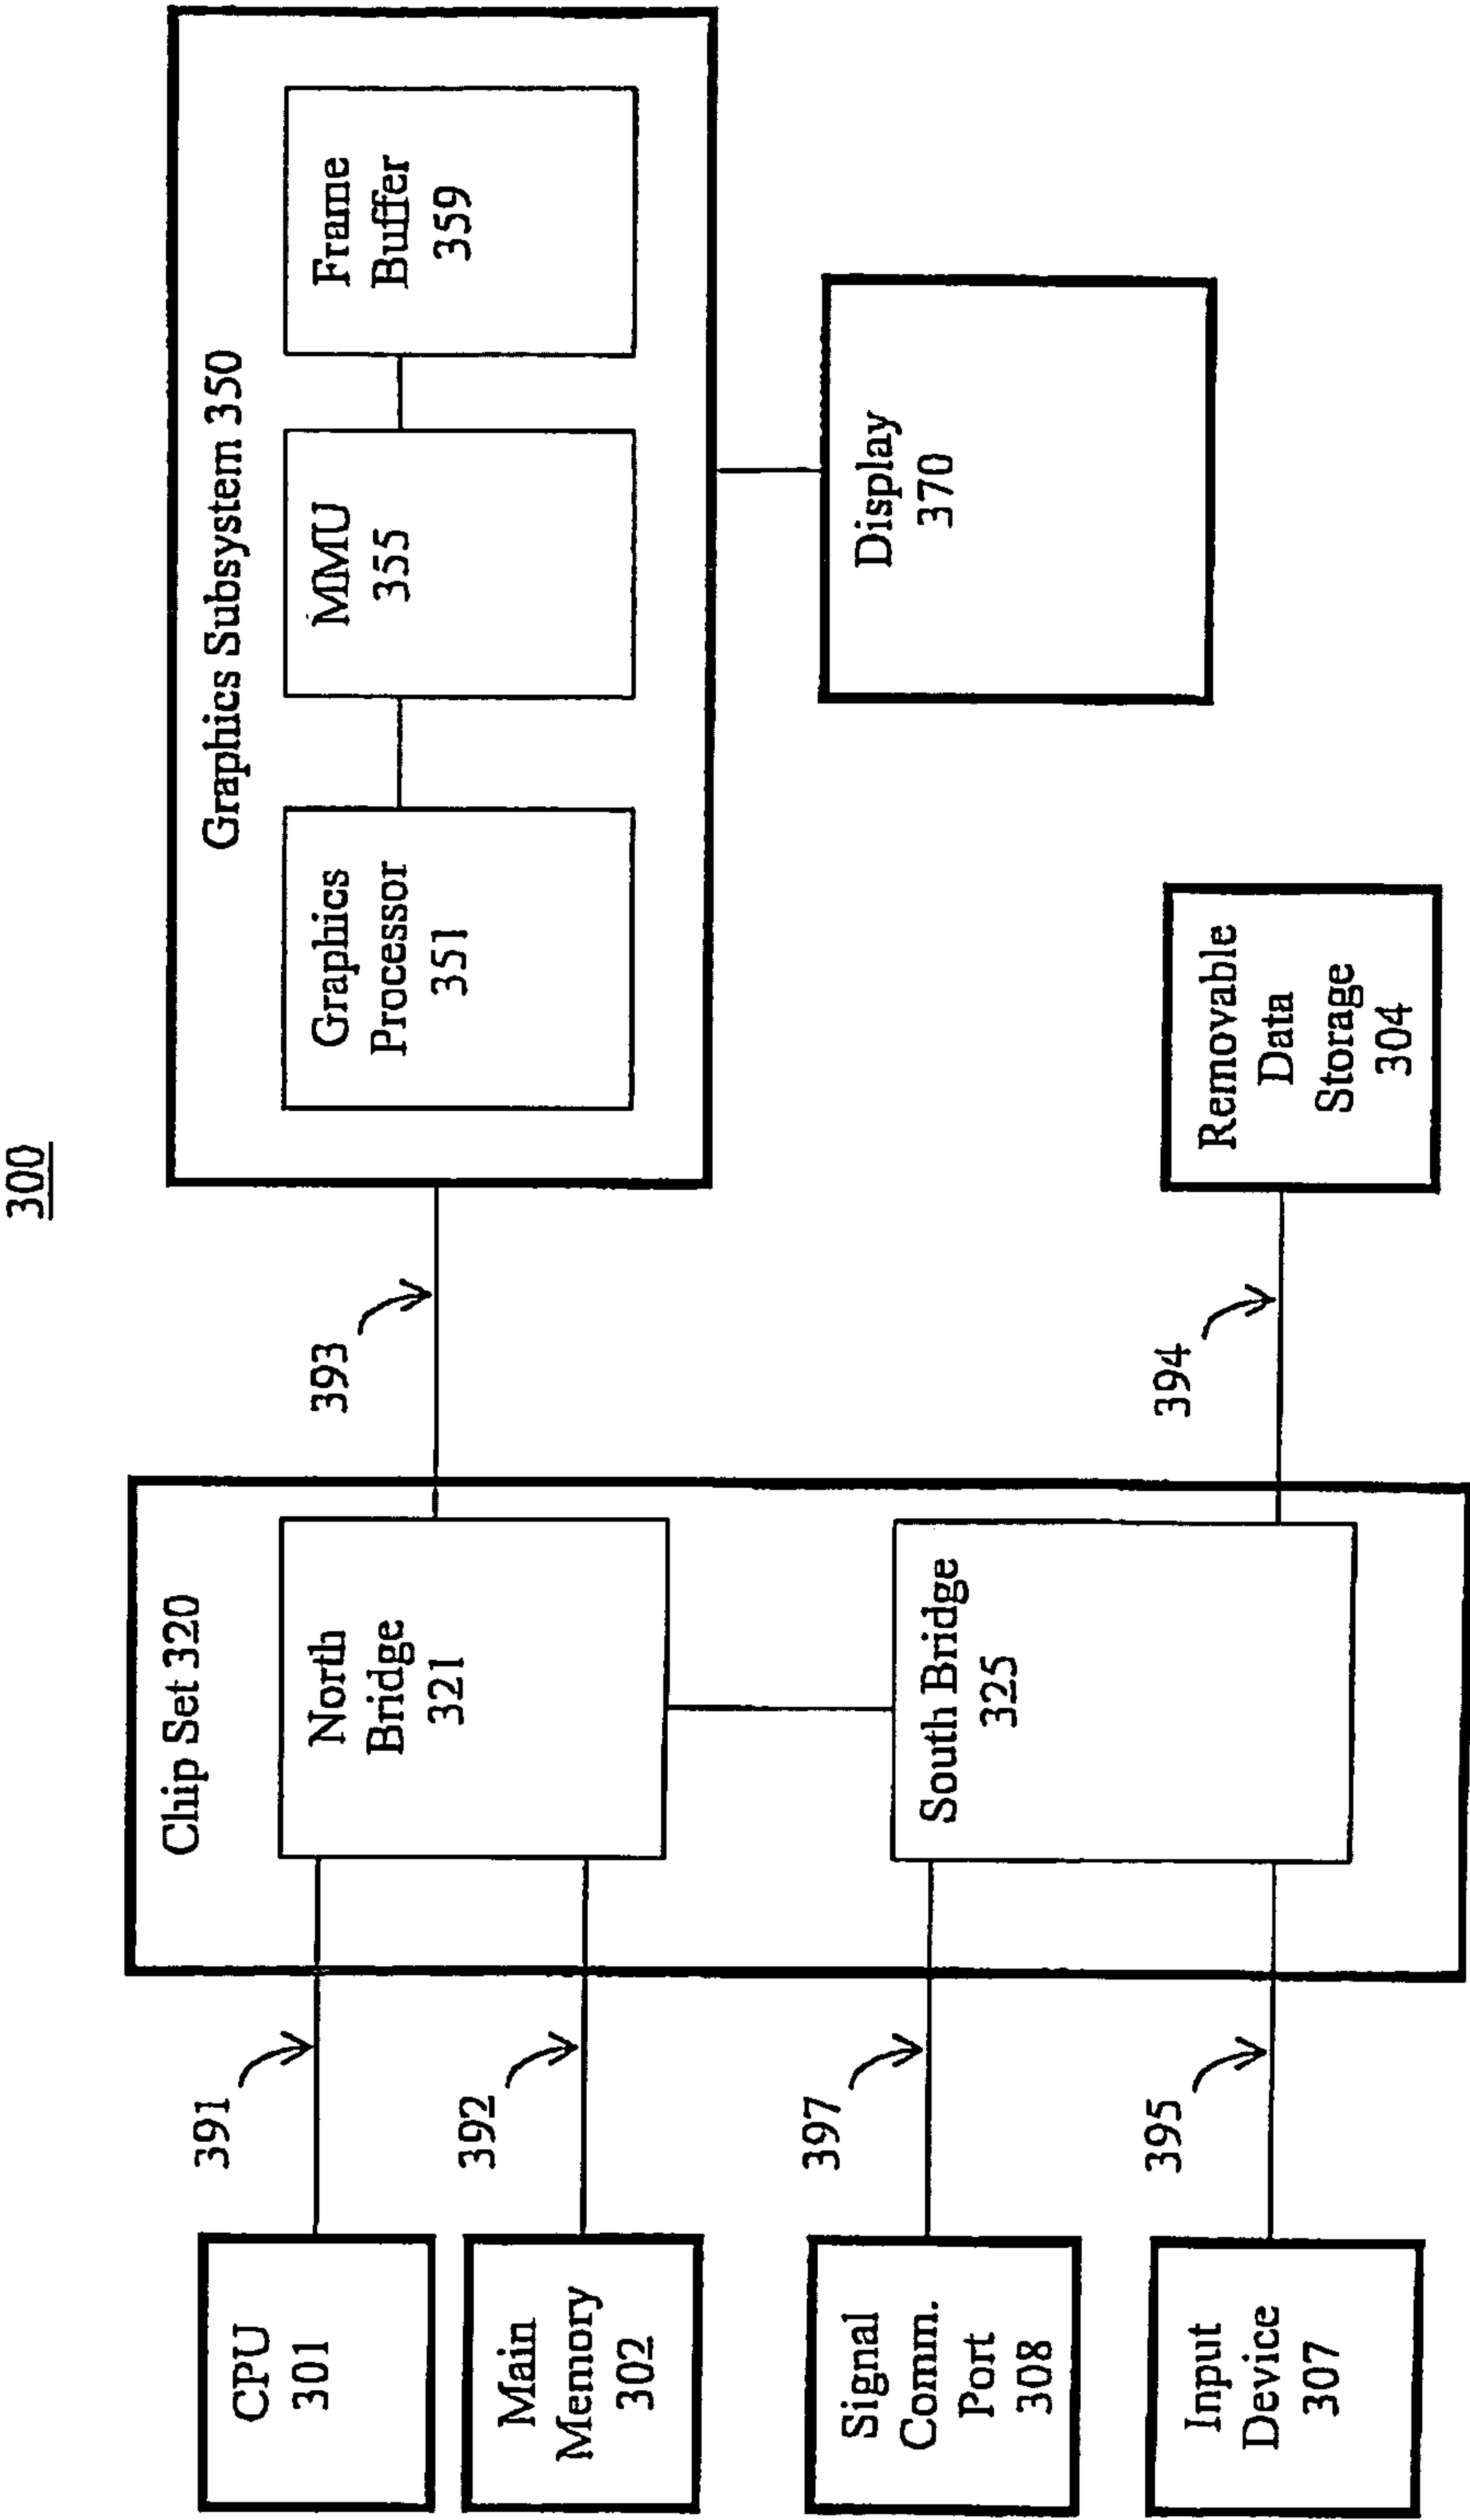 300
CPU
301
Main
Memory
302
Signal
Comm.
Port
308
Input
Device
307
391
392
397
395
Chip Set 320
North
Bridge
321
South Bridge
325
393
394
Graphics Subsystem 350
Graphics
Processor
351
MMU
355
Frame
Buffer
359
Display
370
Removable
Data
Storage
304